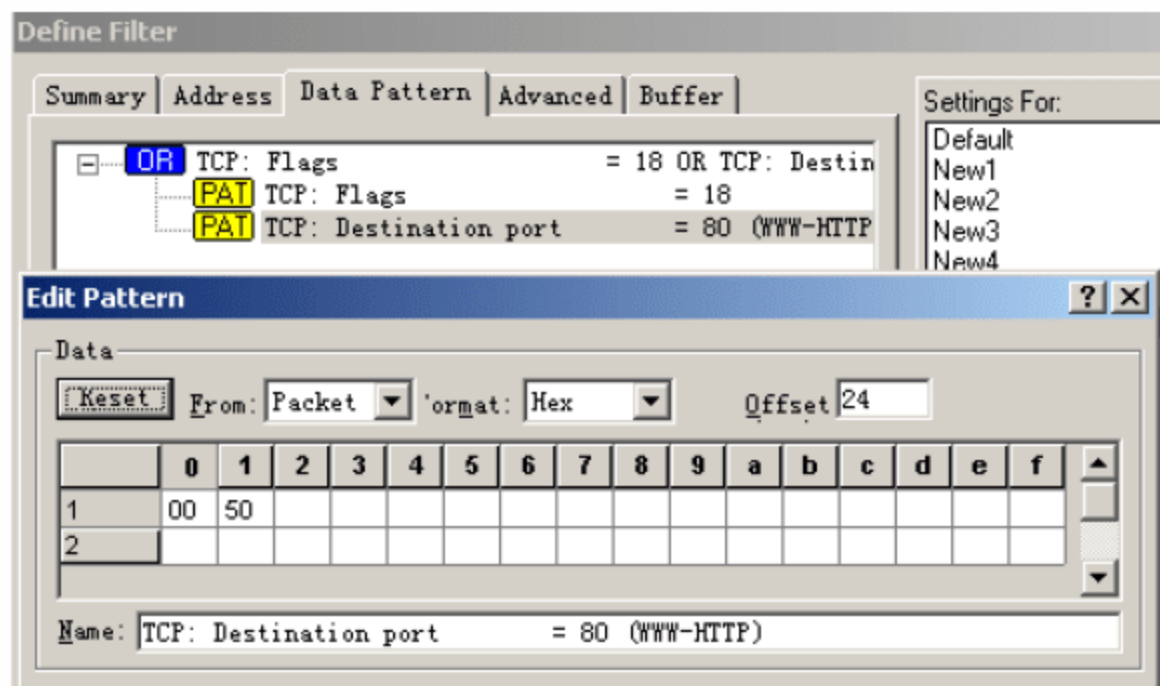 Define Filter
Summary Address Data Pattern Advanced Buffer
Settings For:
Default
New1
New2
New3
New4
OR TCP: Flags = 18 OR TCP: Destin
PAT TCP: Flags = 18
PAT TCP: Destination port = 80 (WWW-HTTP
Edit Pattern
Data
Reset From: Packet 'ormat: Hex Offset 24
0 1 2 3 4 5 6 7 8 9 a b c d e f
1 00 50
2
Name: TCP: Destination port = 80 (WWW-HTTP)